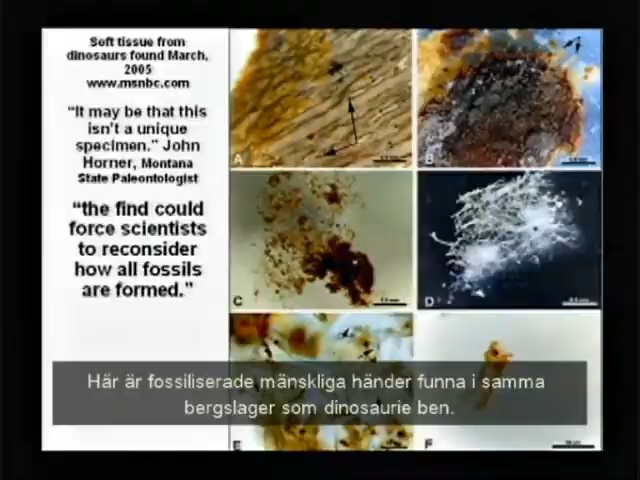 Soft tissue from
dinosaurs found March,
2005
www.msnbc.com
"It may be that this
isn't a unique
specimen." John
Horner, Montana
State Paleontologist
"the find could
force scientists
to reconsider
how all fossils
are formed."
A
B
C
D
E
F
Här är fossiliserade mänskliga händer funna i samma
bergslager som dinosaurie ben.